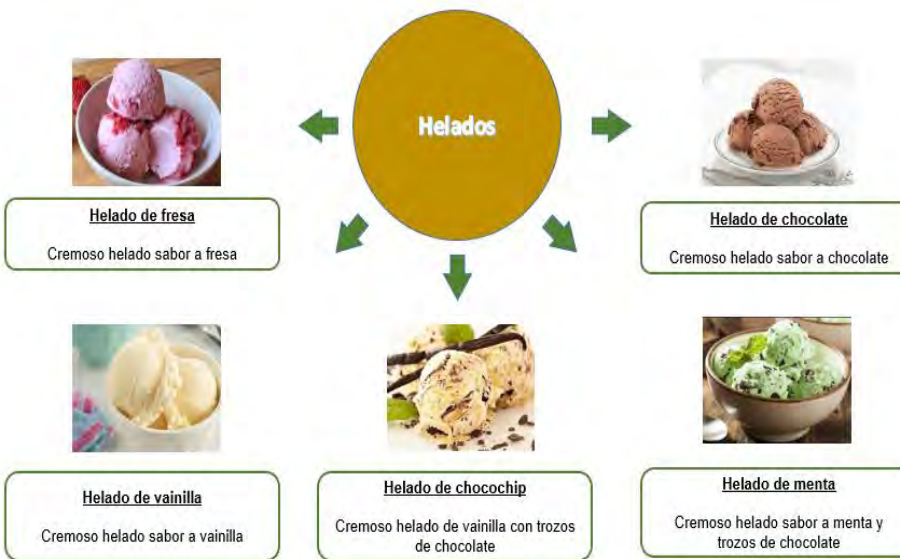 Helados
Helado de fresa
Cremoso helado sabor a fresa
Helado de chocolate
Cremoso helado sabor a chocolate
Helado de vainilla
Cremoso helado sabor a vainilla
Helado de chocochip
Cremoso helado de vainilla con trozos
de chocolate
Helado de menta
Cremoso helado sabor a menta y
trozos de chocolate